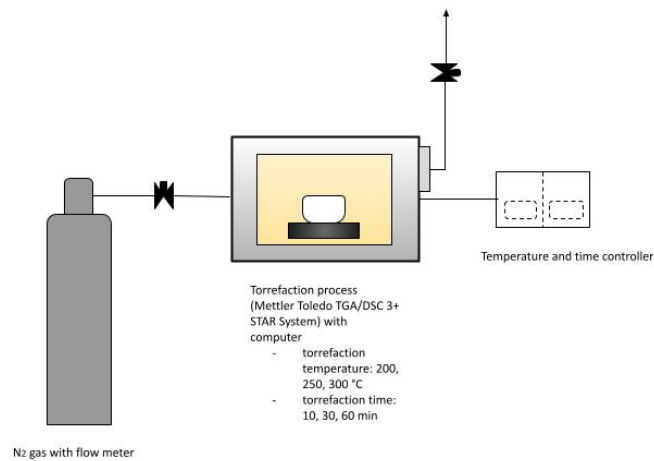 Temperature and time controller
Torrefaction process
(Mettler Toledo TGA/DSC 3+
STAR System) with
computer
- torrefaction
temperature: 200,
250, 300 °C
- torrefaction time:
10, 30, 60 min
N2 gas with flow meter